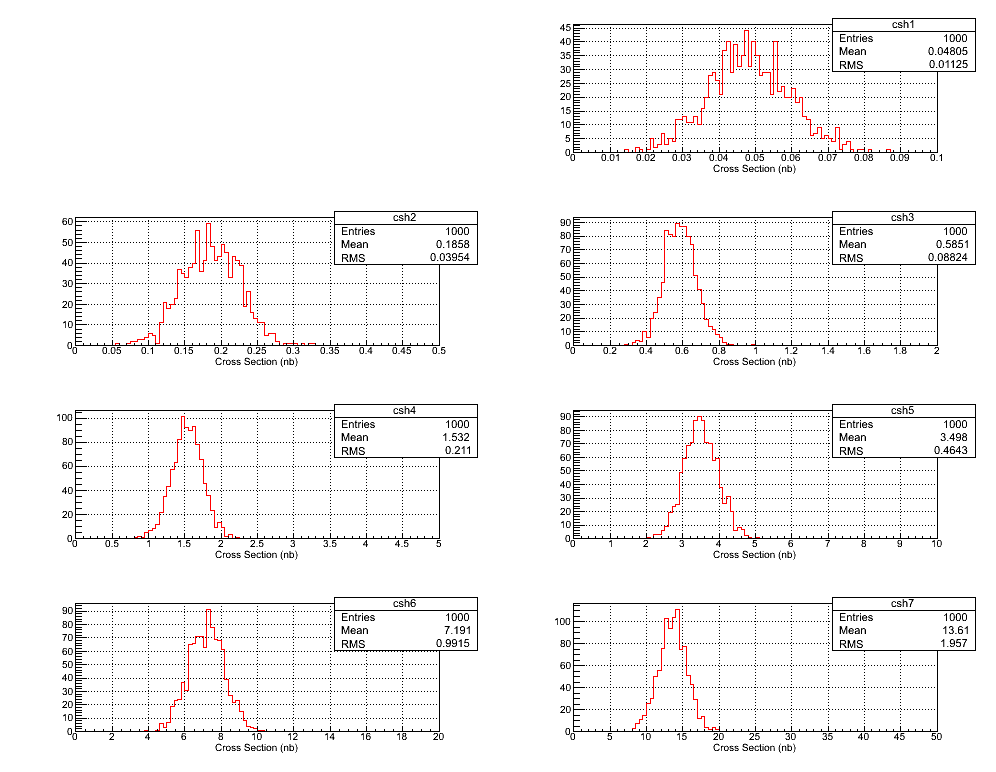 csh1
Entries 1000
Mean 0.04805
RMS 0.01125
45
40
35
30
25
20
15
10
5
0
0 0.01 0.02 0.03 0.04 0.05 0.06 0.07 0.08 0.09 0.1
Cross Section (nb)
csh2
Entries 1000
Mean 0.1858
RMS 0.03954
60
50
40
30
20
10
0
0 0.05 0.1 0.15 0.2 0.25 0.3 0.35 0.4 0.45 0.5
Cross Section (nb)
csh3
Entries 1000
Mean 0.5851
RMS 0.08824
90
80
70
60
50
40
30
20
10
0
0 0.2 0.4 0.6 0.8 1 1.2 1.4 1.6 1.8 2
Cross Section (nb)
csh4
Entries 1000
Mean 1.532
RMS 0.211
100
80
60
40
20
0
0 0.5 1 1.5 2 2.5 3 3.5 4 4.5 5
Cross Section (nb)
csh5
Entries 1000
Mean 3.498
RMS 0.4643
90
80
70
60
50
40
30
20
10
0
0 1 2 3 4 5 6 7 8 9 10
Cross Section (nb)
csh6
Entries 1000
Mean 7.191
RMS 0.9915
90
80
70
60
50
40
30
20
10
0
0 2 4 6 8 10 12 14 16 18 20
Cross Section (nb)
csh7
Entries 1000
Mean 13.61
RMS 1.957
100
80
60
40
20
0
0 5 10 15 20 25 30 35 40 45 50
Cross Section (nb)